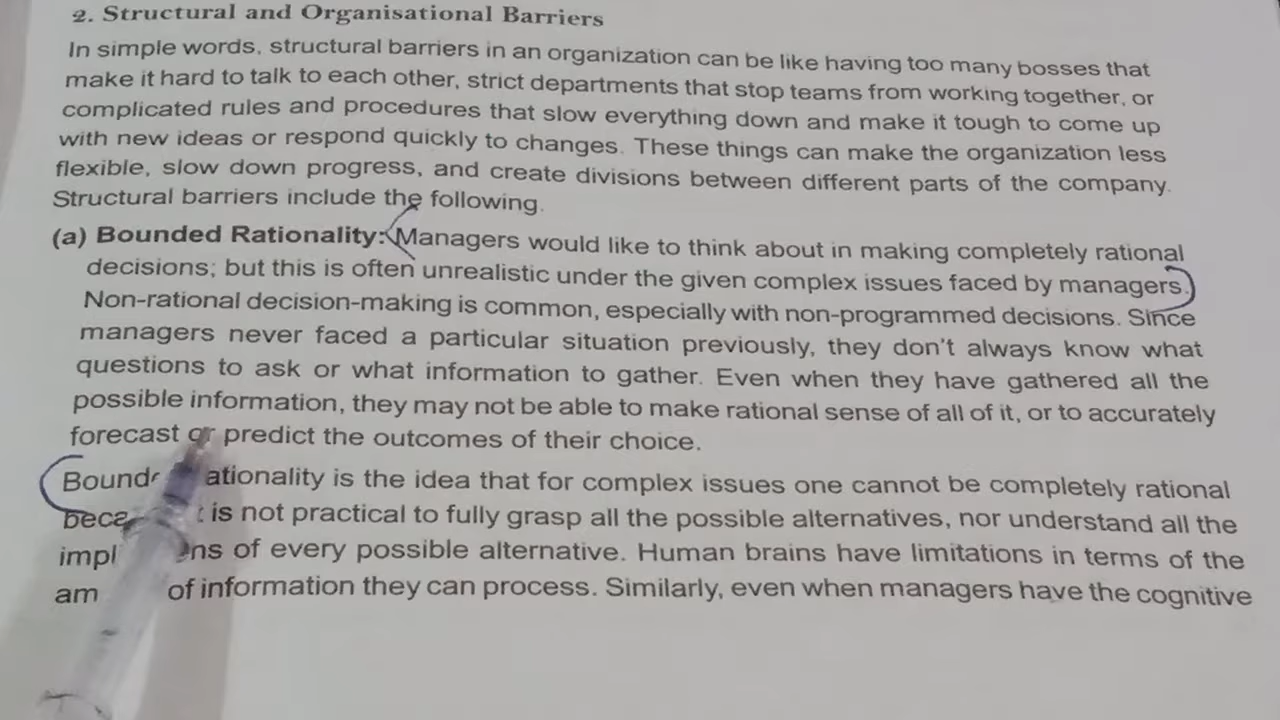 2. Structural and Organisational Barriers
In simple words, structural barriers in an organization can be like having too many bosses that
make it hard to talk to each other, strict departments that stop teams from working together, or
complicated rules and procedures that slow everything down and make it tough to come up
with new ideas or respond quickly to changes. These things can make the organization less
flexible, slow down progress, and create divisions between different parts of the company.
Structural barriers include the following.
(a) Bounded Rationality: Managers would like to think about in making completely rational
decisions; but this is often unrealistic under the given complex issues faced by managers.
Non-rational decision-making is common, especially with non-programmed decisions. Since
managers never faced a particular situation previously, they don't always know what
questions to ask or what information to gather. Even when they have gathered all the
possible information, they may not be able to make rational sense of all of it, or to accurately
forecast or predict the outcomes of their choice.
is the idea that for complex issues one cannot be completely rational
is not practical to fully grasp all the possible alternatives, nor understand all the
of every possible alternative. Human brains have limitations in terms of the
of information they can process. Similarly, even when managers have the cognitive